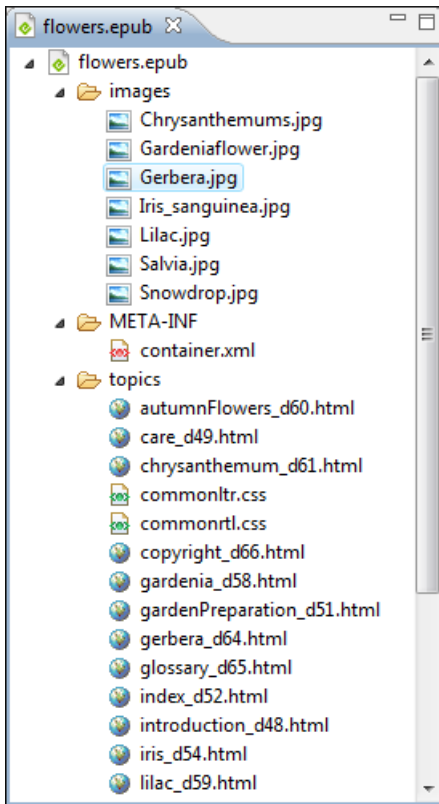 flowers.epub
flowers.epub
images
Chrysanthemums.jpg
Gardeniaflower.jpg
Gerbera.jpg
Iris_sanguinea.jpg
Lilac.jpg
Salvia.jpg
Snowdrop.jpg
META-INF
container.xml
topics
autumnFlowers_d60.html
care_d49.html
chrysanthemum_d61.html
commonltr.css
commonrtl.css
copyright_d66.html
gardenia_d58.html
gardenPreparation_d51.html
gerbera_d64.html
glossary_d65.html
index_d52.html
introduction_d48.html
iris_d54.html
lilac_d59.html